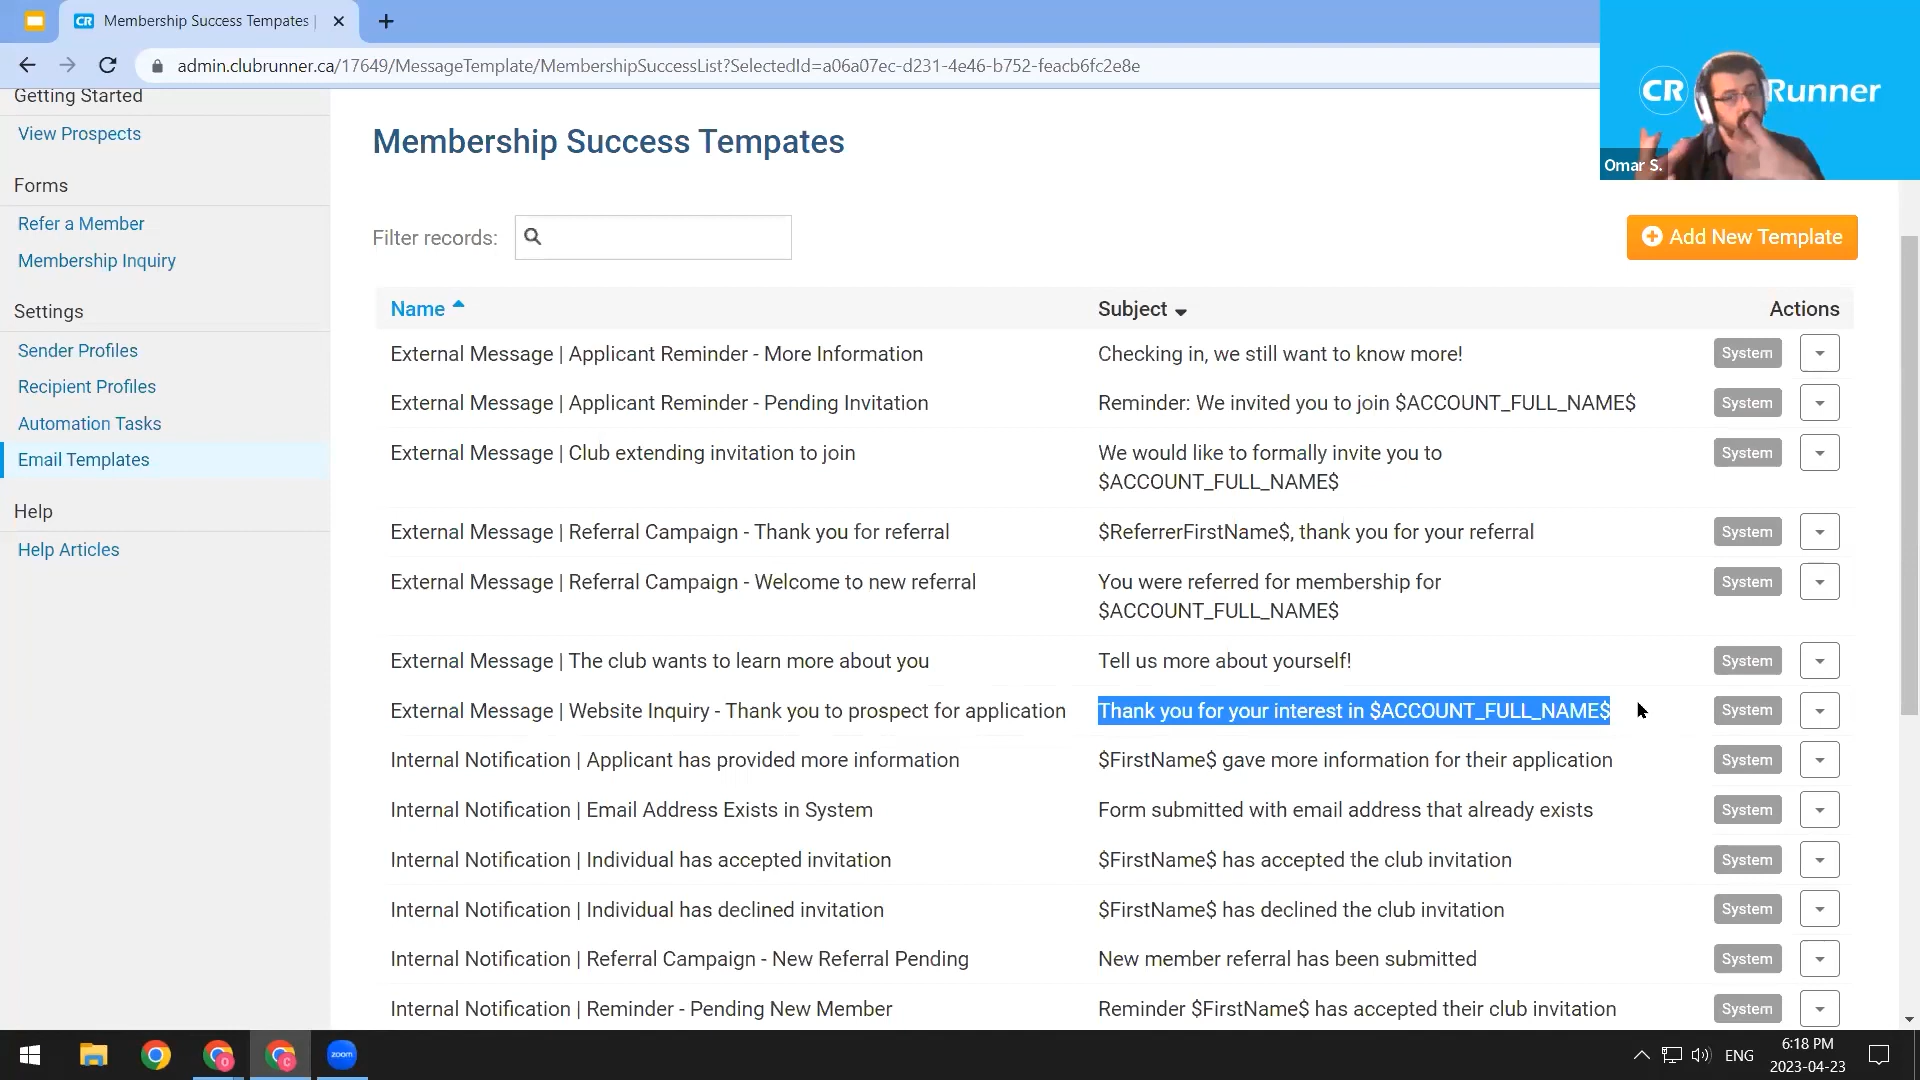 CR Membership Success Tempates |
admin.clubrunner.ca/17649/MessageTemplate/MembershipSuccessList?SelectedId=a06a07ec-d231-4e46-b752-feacb6fc2e8e
CR Runner
Omar S.
Getting Started
View Prospects
Forms
Refer a Member
Membership Inquiry
Settings
Sender Profiles
Recipient Profiles
Automation Tasks
Email Templates
Help
Help Articles
Membership Success Tempates
Filter records:
Add New Template
Name Subject Actions
External Message | Applicant Reminder - More Information Checking in, we still want to know more! System
External Message | Applicant Reminder - Pending Invitation Reminder: We invited you to join $ACCOUNT_FULL_NAME$ System
External Message | Club extending invitation to join We would like to formally invite you to System
$ACCOUNT_FULL_NAME$
External Message | Referral Campaign - Thank you for referral $ReferrerFirstName$, thank you for your referral System
External Message | Referral Campaign - Welcome to new referral You were referred for membership for System
$ACCOUNT_FULL_NAME$
External Message | The club wants to learn more about you Tell us more about yourself! System
External Message | Website Inquiry - Thank you to prospect for application Thank you for your interest in $ACCOUNT_FULL_NAME$ System
Internal Notification | Applicant has provided more information $FirstName$ gave more information for their application System
Internal Notification | Email Address Exists in System Form submitted with email address that already exists System
Internal Notification | Individual has accepted invitation $FirstName$ has accepted the club invitation System
Internal Notification | Individual has declined invitation $FirstName$ has declined the club invitation System
Internal Notification | Referral Campaign - New Referral Pending New member referral has been submitted System
Internal Notification | Reminder - Pending New Member Reminder $FirstName$ has accepted their club invitation System
zoom
ENG
6:18 PM
2023-04-23